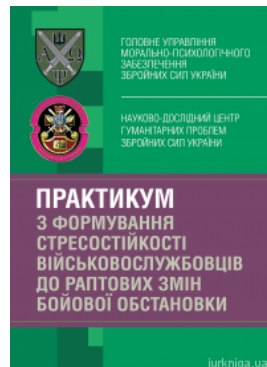 ГОЛОВНЕ УПРАВЛІННЯ
МОРАЛЬНО-ПСИХОЛОГІЧНОГО
ЗАБЕЗПЕЧЕННЯ
ЗБРОЙНИХ СИЛ УКРАЇНИ
НАУКОВО-ДОСЛІДНИЙ ЦЕНТР
ГУМАНІТАРНИХ ПРОБЛЕМ
ЗБРОЙНИХ СИЛ УКРАЇНИ
ПРАКТИКУМ
З ФОРМУВАННЯ
СТРЕСОСТІЙКОСТІ
ВІЙСЬКОВОСЛУЖБОВЦІВ
ДО РАПТОВИХ ЗМІН
БОЙОВОЇ ОБСТАНОВКИ
jurkniga.ua